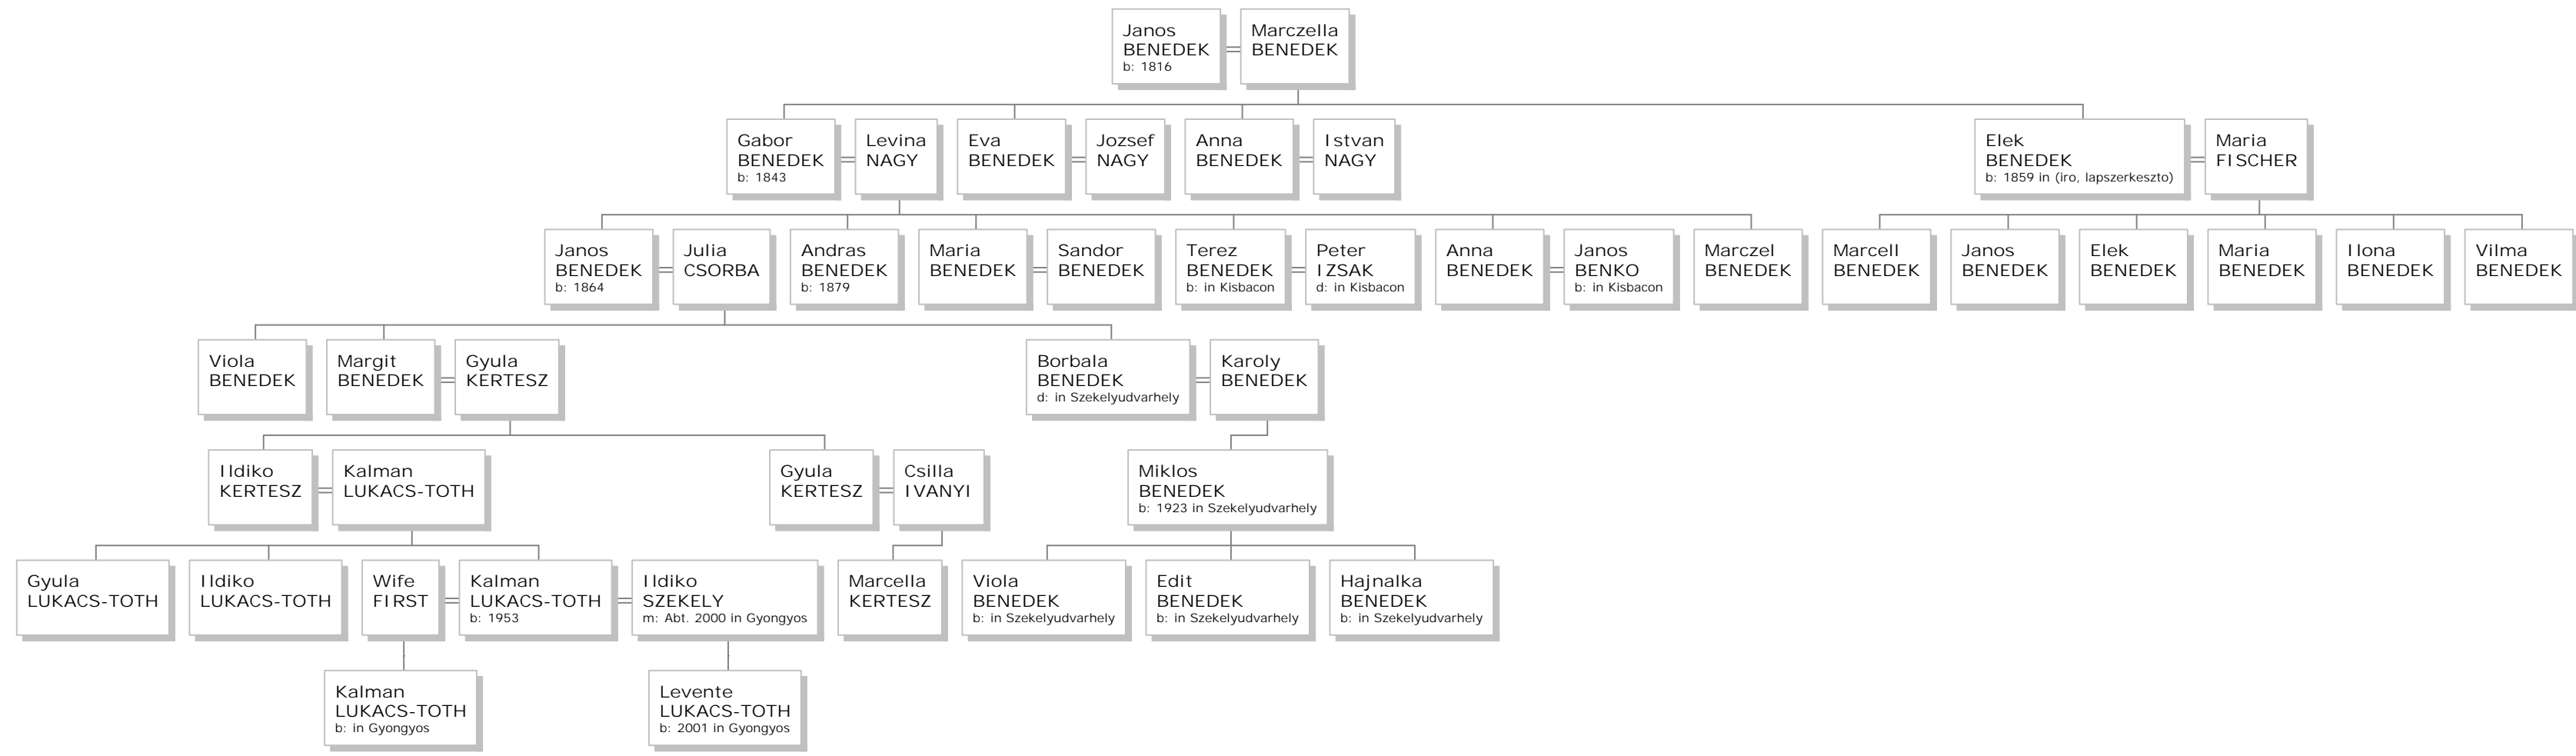 Janos
BENEDEK
b: 1816
Marczella
BENEDEK
Gabor
BENEDEK
b: 1843
Levina
NAGY
Eva
BENEDEK
Jozsef
NAGY
Anna
BENEDEK
Istvan
NAGY
Elek
BENEDEK
b: 1859 in (iro, lapszerkeszto)
Maria
FISCHER
Janos
BENEDEK
b: 1864
Julia
CSORBA
Andras
BENEDEK
b: 1879
Maria
BENEDEK
Sandor
BENEDEK
Terez
BENEDEK
b: in Kisbacon
Peter
IZSAK
d: in Kisbacon
Anna
BENEDEK
Janos
BENKO
b: in Kisbacon
Marczel
BENEDEK
Marcell
BENEDEK
Janos
BENEDEK
Elek
BENEDEK
Maria
BENEDEK
Ilona
BENEDEK
Vilma
BENEDEK
Viola
BENEDEK
Margit
BENEDEK
Gyula
KERTESZ
Borbala
BENEDEK
d: in Szekelyudvarhely
Karoly
BENEDEK
Ildiko
KERTESZ
Kalman
LUKACS-TOTH
Gyula
KERTESZ
Csilla
IVANYI
Miklos
BENEDEK
b: 1923 in Szekelyudvarhely
Gyula
LUKACS-TOTH
Ildiko
LUKACS-TOTH
Wife
FIRST
Kalman
LUKACS-TOTH
b: 1953
Ildiko
SZEKELY
m: Abt. 2000 in Gyongyos
Marcella
KERTESZ
Viola
BENEDEK
b: in Szekelyudvarhely
Edit
BENEDEK
b: in Szekelyudvarhely
Hajnalka
BENEDEK
b: in Szekelyudvarhely
Kalman
LUKACS-TOTH
b: in Gyongyos
Levente
LUKACS-TOTH
b: 2001 in Gyongyos